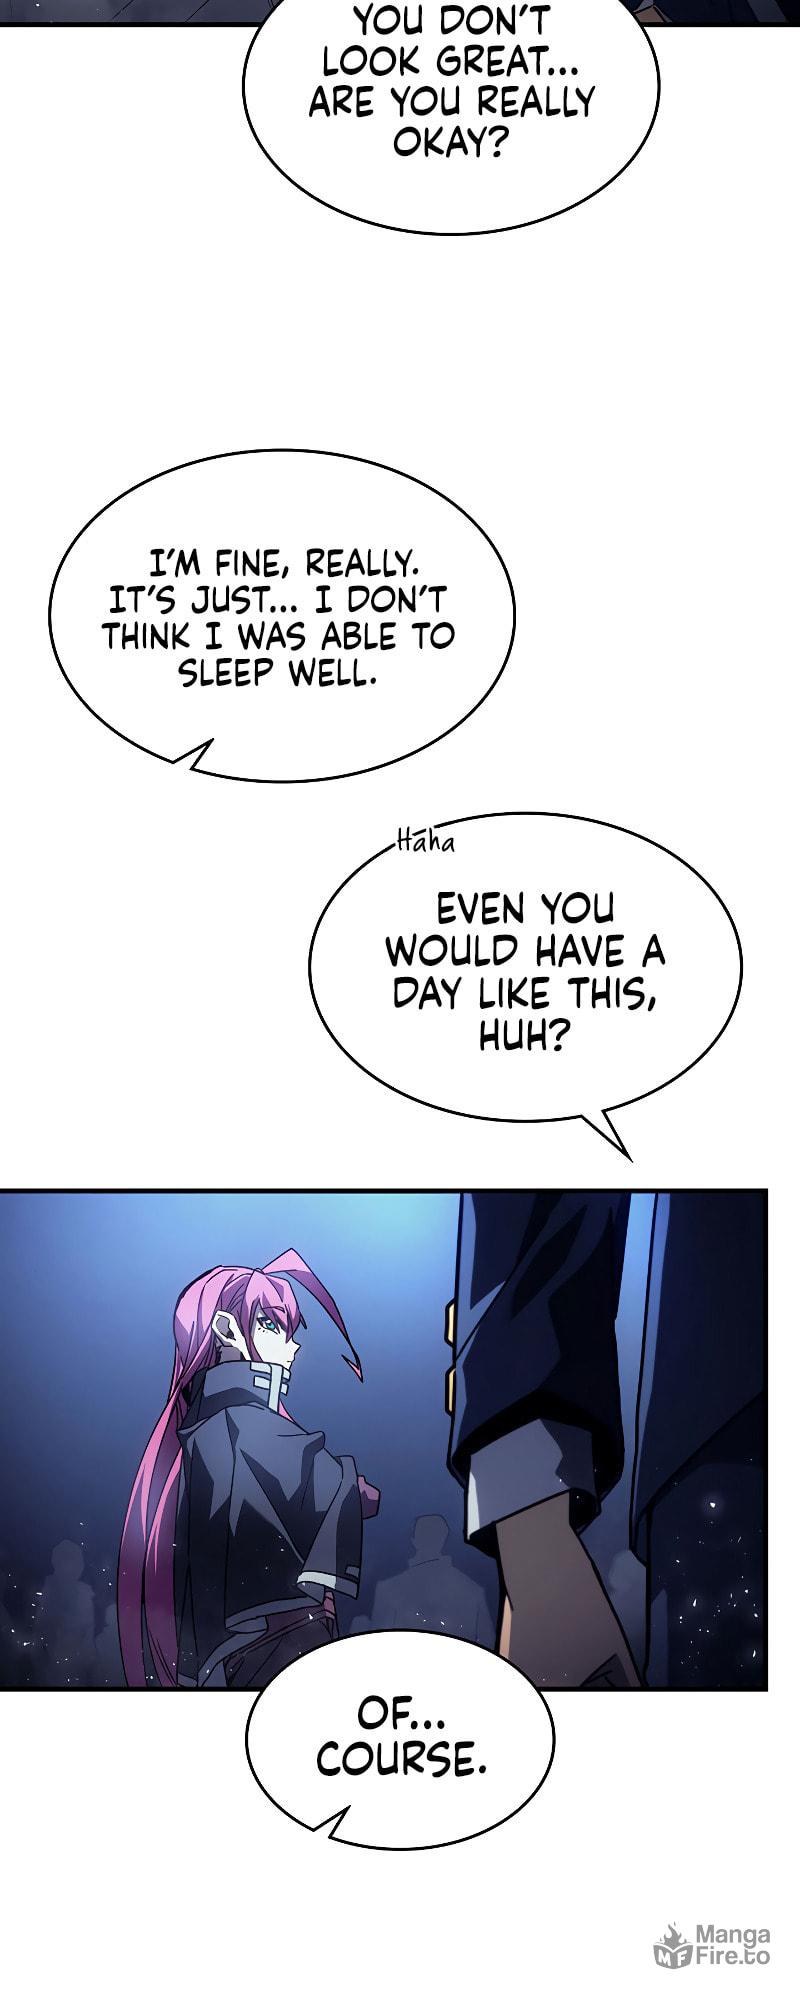 YOU DON'T
LOOK GREAT...
ARE YOU REALLY
OKAY?
I'M FINE, REALLY.
IT'S JUST... I DON'T
THINK I WAS ABLE TO
SLEEP WELL.
Haha
EVEN YOU
WOULD HAVE A
DAY LIKE THIS,
HUH?
OF...
COURSE.
Manga
MF Fire.to